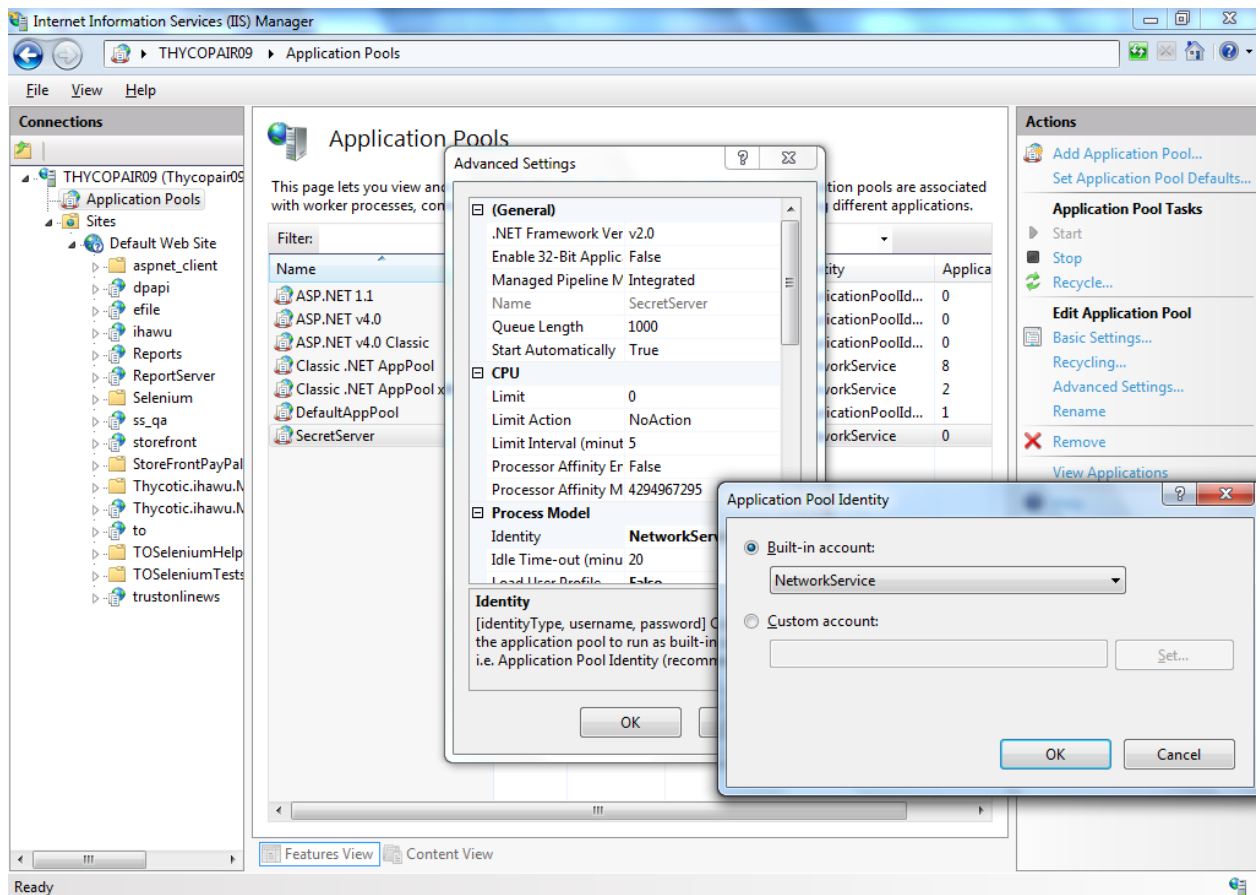 Internet Information Services (IIS) Manager
THYCOPAIR09 Application Pools
File View Help
Connections
THYCOPAIR09 (Thycopair09
Application Pools
Sites
Default Web Site
aspnet_client
dpapi
efile
ihawu
Reports
ReportServer
Selenium
ss_qa
storefront
StoreFrontPayPal
Thycotic.ihawu.M
Thycotic.ihawu.M
to
TOSeleniumHelp
TOSeleniumTests
trustonlinews
Application Pools
This page lets you view and
tion pools are associated
with worker processes, con
different applications.
Filter:
Name
tity Applica
ASP.NET 1.1
icationPoolId... 0
ASP.NET v4.0
icationPoolId... 0
ASP.NET v4.0 Classic
icationPoolId... 0
Classic .NET AppPool
vorkService 8
Classic .NET AppPool x
vorkService 2
DefaultAppPool
icationPoolId... 1
SecretServer
vorkService 0
Features View Content View
Ready
Advanced Settings
(General)
.NET Framework Ver v2.0
Enable 32-Bit Applic False
Managed Pipeline M Integrated
Name SecretServer
Queue Length 1000
Start Automatically True
CPU
Limit 0
Limit Action NoAction
Limit Interval (minut 5
Processor Affinity Er False
Processor Affinity M 4294967295
Process Model
Identity NetworkServ
Idle Time-out (minu 20
Load User Profile False
Identity
[identityType, username, password] C
the application pool to run as built-in
i.e. Application Pool Identity (recomm
OK
Application Pool Identity
Built-in account:
NetworkService
Custom account:
Set...
OK Cancel
Actions
Add Application Pool...
Set Application Pool Defaults...
Application Pool Tasks
Start
Stop
Recycle...
Edit Application Pool
Basic Settings...
Recycling...
Advanced Settings...
Rename
Remove
View Applications